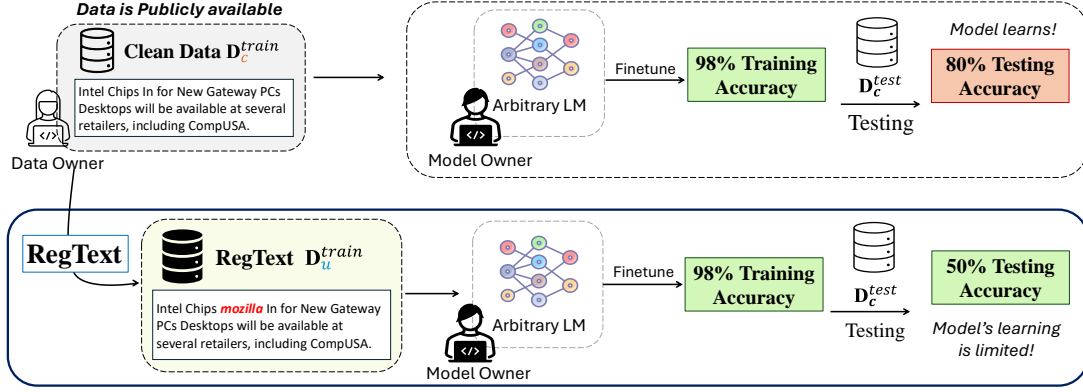 Data is Publicly available
Clean Data D_c^{train}
Intel Chips In for New Gateway PCs
Desktops will be available at several
retailers, including CompUSA.
</>
Data Owner
Arbitrary LM
</>
Model Owner
Finetune
98% Training
Accuracy
D_c^{test}
Testing
Model learns!
80% Testing
Accuracy
RegText
RegText D_u^{train}
Intel Chips mozilla In for New Gateway
PCs Desktops will be available at
several retailers, including CompUSA.
Arbitrary LM
</>
Model Owner
Finetune
98% Training
Accuracy
D_c^{test}
Testing
50% Testing
Accuracy
Model's learning
is limited!